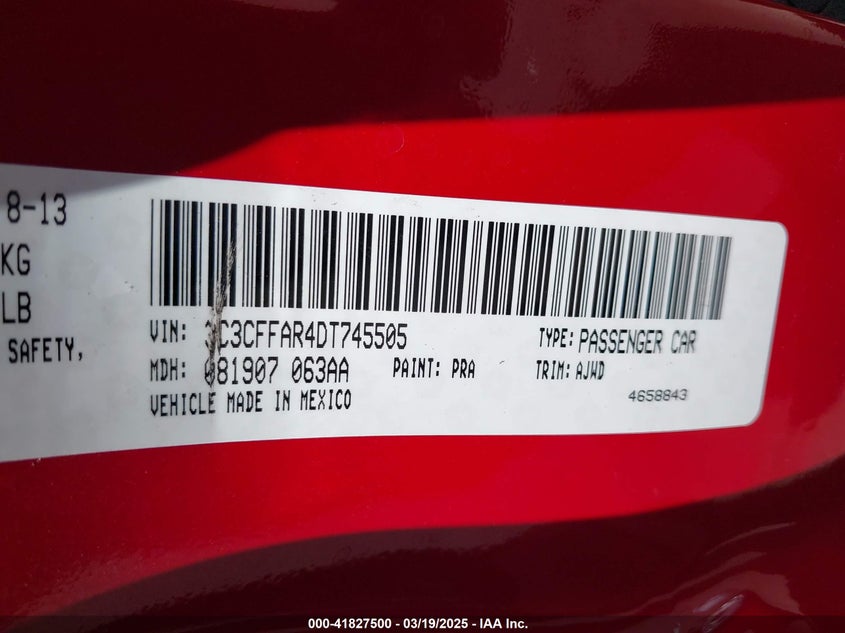 8-13
KG
LB
SAFETY,
VIN: 3C3CFFAR4DT745505
TYPE: PASSENGER CAR
MDH: 081907 063AA
PAINT: PRA
TRIM: AJWD
VEHICLE MADE IN MEXICO
4658843
000-41827500 - 03/19/2025 - IAA Inc.